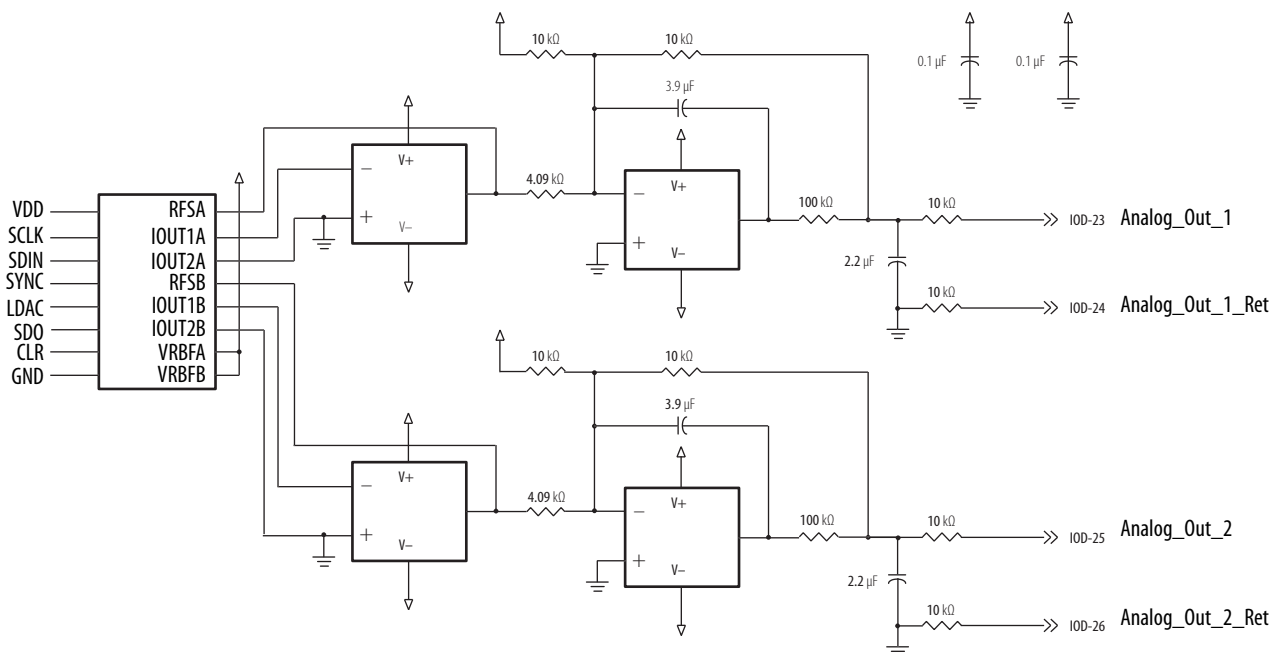 10 kΩ
10 kΩ
3.9 µF
0.1 µF
0.1 µF
V+
−
+
V−
4.09 kΩ
V+
−
+
V−
100 kΩ
10 kΩ
IOD-23 Analog_Out_1
2.2 µF
10 kΩ
IOD-24 Analog_Out_1_Ret
VDD
SCLK
SDIN
SYNC
LDAC
SDO
CLR
GND
RFSA
IOUT1A
IOUT2A
RFSB
IOUT1B
IOUT2B
VRBFA
VRBFB
10 kΩ
10 kΩ
3.9 µF
V+
−
+
V−
4.09 kΩ
V+
−
+
V−
100 kΩ
10 kΩ
IOD-25 Analog_Out_2
2.2 µF
10 kΩ
IOD-26 Analog_Out_2_Ret